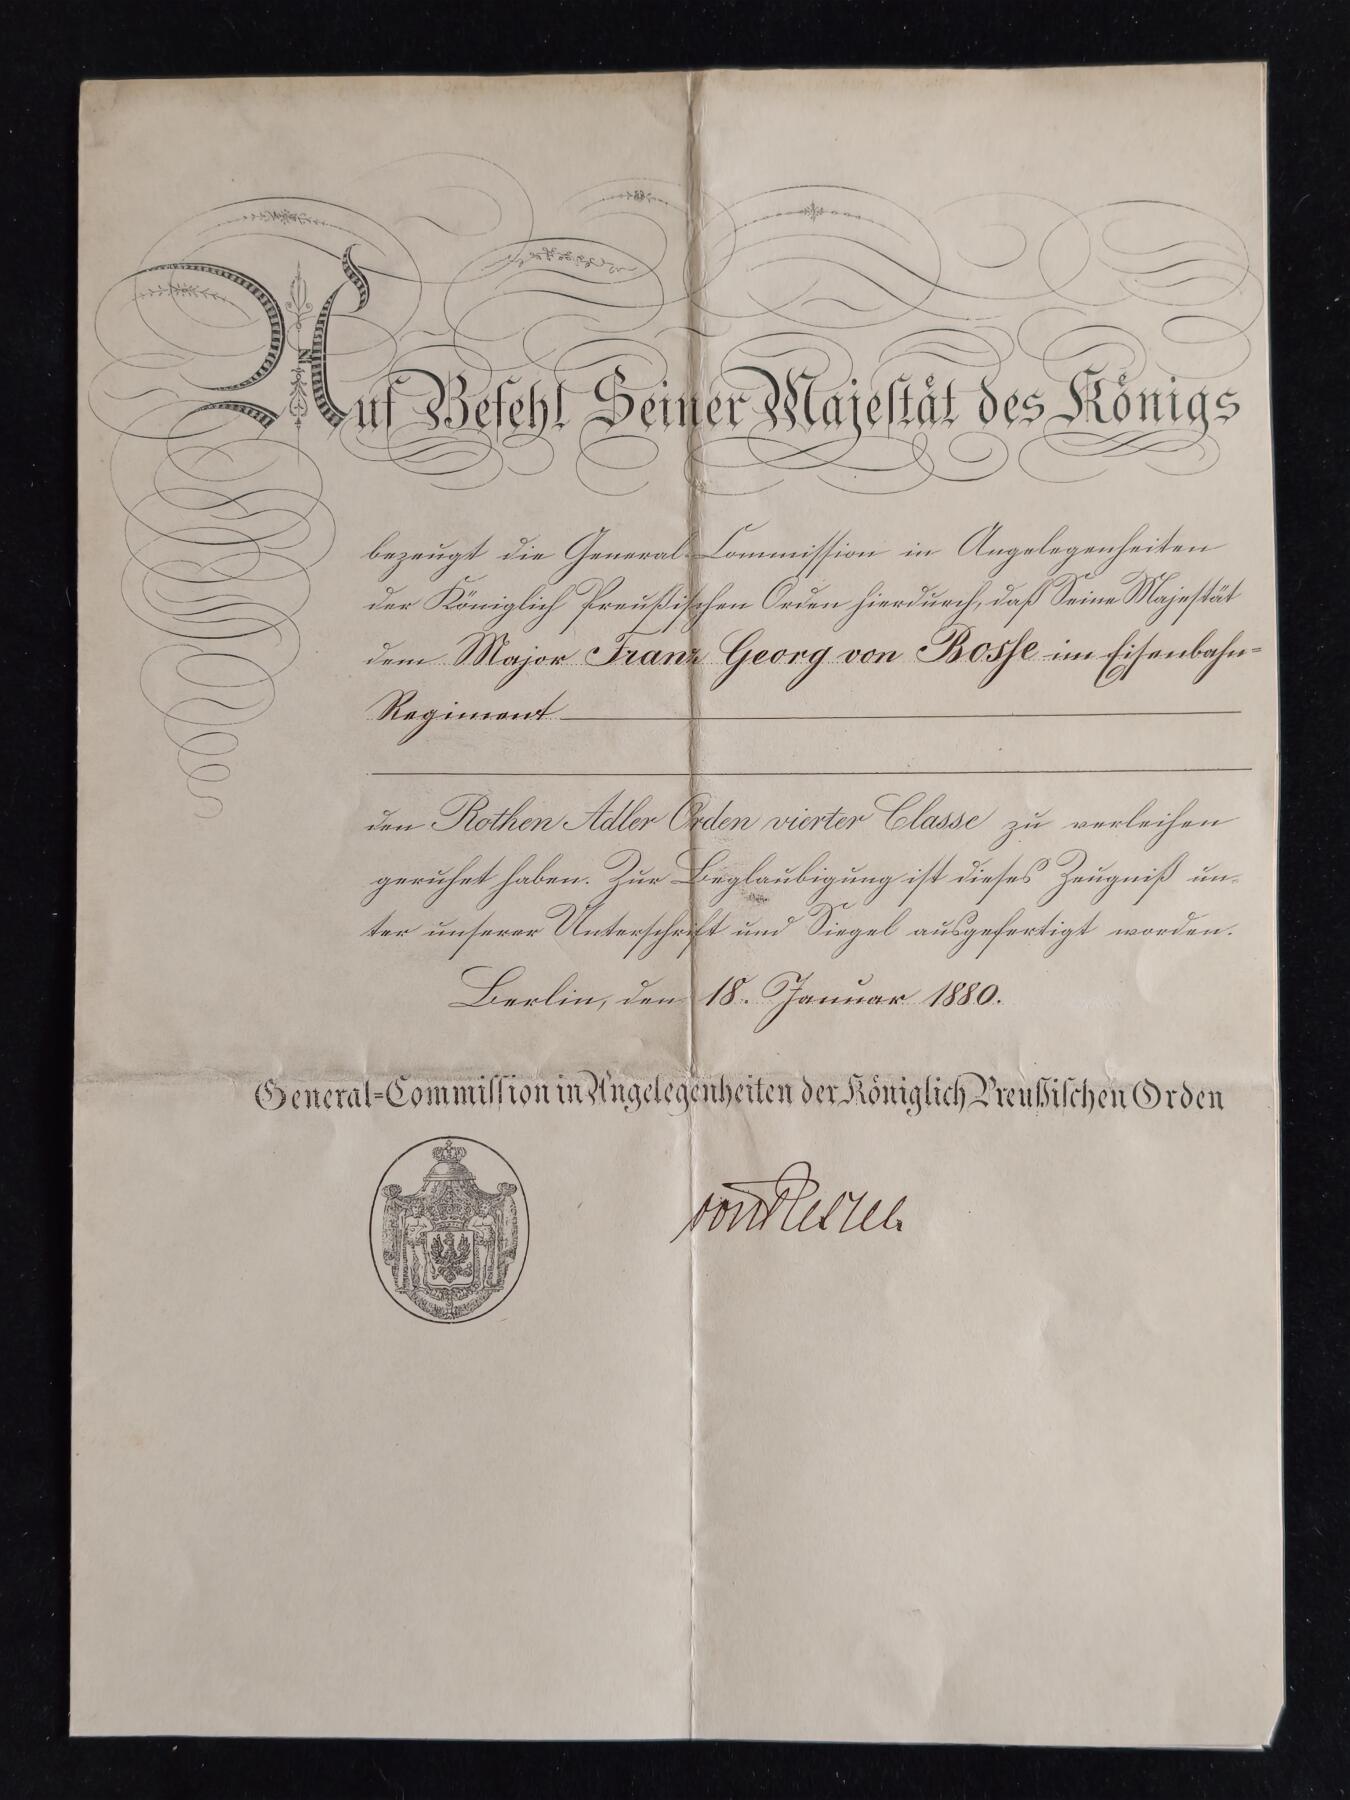 Auf Befehl Seiner Majestät des Königs
bezeugt die General-Commission in Angelegenheiten
der Königlich Preußischen Orden hierdurch, daß Seine Majestät
dem Major Franz Georg von Bosse im Eisenbahn-
Regiment
den Rothen Adler Orden vierter Classe zu verleihen
geruhet haben. Zur Beglaubigung ist dieses Zeugniß un-
ter unserer Unterschrift und Siegel ausgefertigt worden.
Berlin, den 18. Januar 1880.
General-Commission in Angelegenheiten der Königlich Preußischen Orden